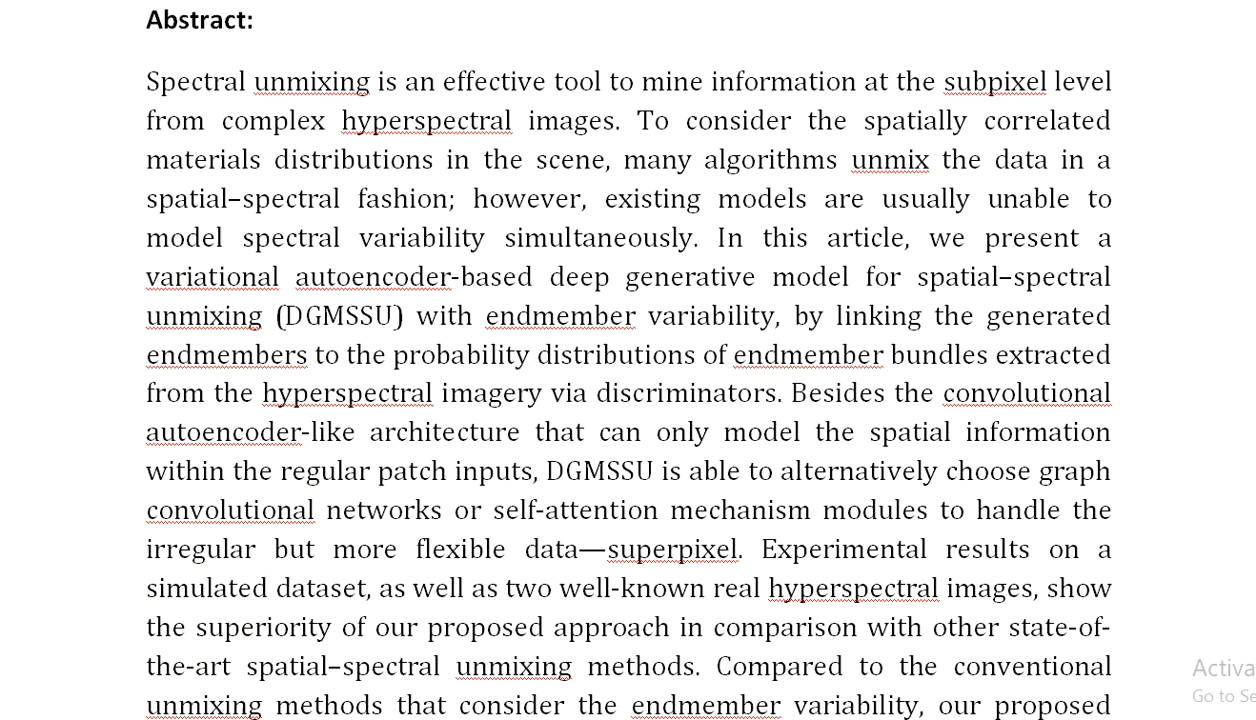 Abstract:
Spectral unmixing is an effective tool to mine information at the subpixel level
from complex hyperspectral images. To consider the spatially correlated
materials distributions in the scene, many algorithms unmix the data in a
spatial–spectral fashion; however, existing models are usually unable to
model spectral variability simultaneously. In this article, we present a
variational autoencoder-based deep generative model for spatial–spectral
unmixing (DGMSSU) with endmember variability, by linking the generated
endmembers to the probability distributions of endmember bundles extracted
from the hyperspectral imagery via discriminators. Besides the convolutional
autoencoder-like architecture that can only model the spatial information
within the regular patch inputs, DGMSSU is able to alternatively choose graph
convolutional networks or self-attention mechanism modules to handle the
irregular but more flexible data—superpixel. Experimental results on a
simulated dataset, as well as two well-known real hyperspectral images, show
the superiority of our proposed approach in comparison with other state-of-
the-art spatial–spectral unmixing methods. Compared to the conventional
unmixing methods that consider the endmember variability, our proposed
Activa
Go to Se